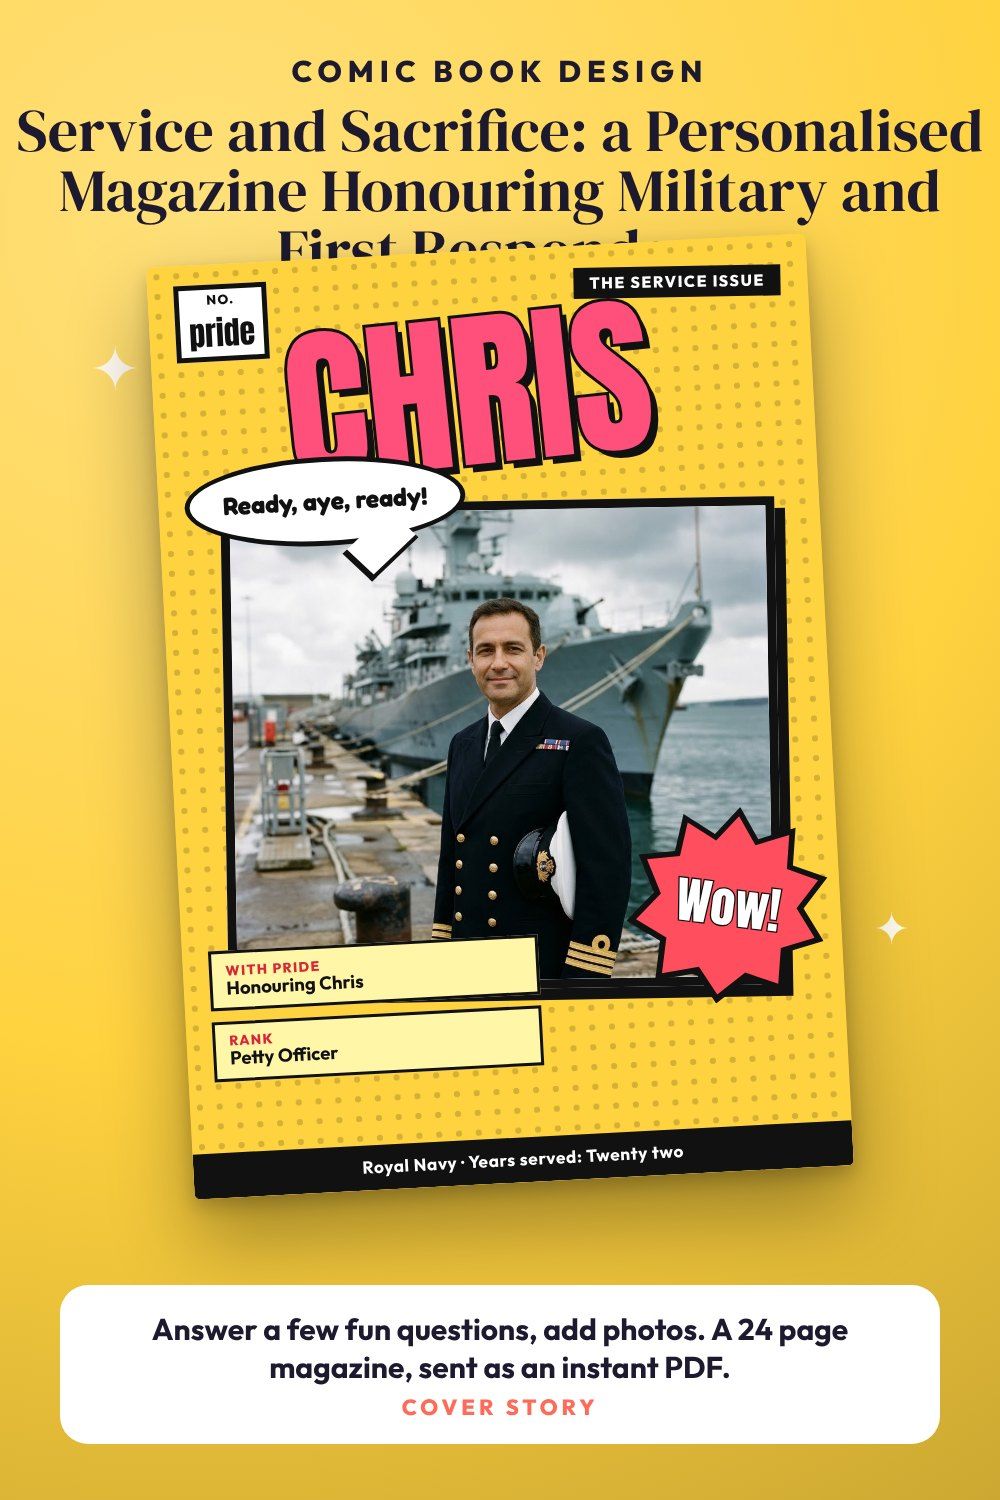 COMIC BOOK DESIGN
Service and Sacrifice: a Personalised
Magazine Honouring Military and
First
NO.
pride
THE SERVICE ISSUE
CHRIS
Ready, aye, ready!
Wow!
WITH PRIDE
Honouring Chris
RANK
Petty Officer
Royal Navy · Years served: Twenty two
Answer a few fun questions, add photos. A 24 page
magazine, sent as an instant PDF.
COVER STORY